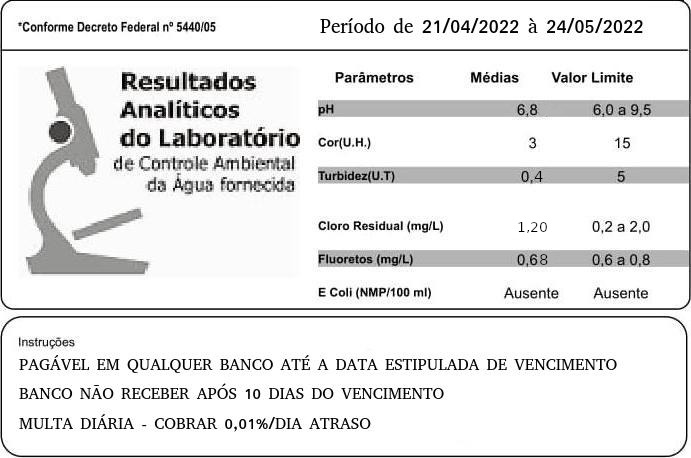 *Conforme Decreto Federal nº 5440/05
Período de 21/04/2022 à 24/05/2022
Resultados
Analíticos
do Laboratório
de Controle Ambiental
da Água fornecida
Parâmetros Médias Valor Limite
pH 6,8 6,0 a 9,5
Cor(U.H.) 3 15
Turbidez(U.T) 0,4 5
Cloro Residual (mg/L) 1,20 0,2 a 2,0
Fluoretos (mg/L) 0,68 0,6 a 0,8
E Coli (NMP/100 ml) Ausente Ausente
Instruções
PAGÁVEL EM QUALQUER BANCO ATÉ A DATA ESTIPULADA DE VENCIMENTO
BANCO NÃO RECEBER APÓS 10 DIAS DO VENCIMENTO
MULTA DIÁRIA - COBRAR 0,01%/DIA ATRASO